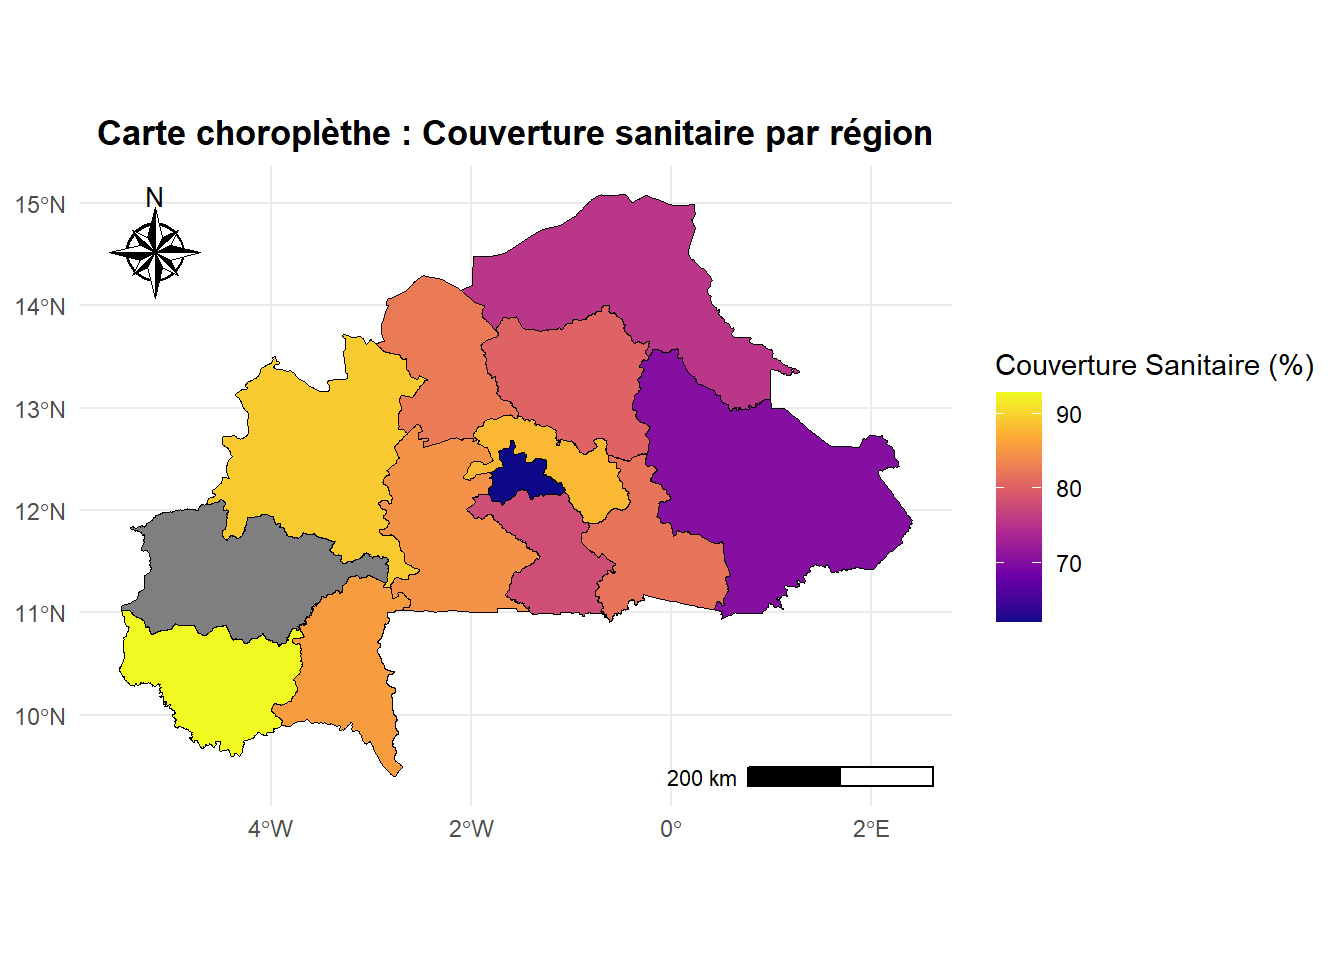 Carte choroplèthe : Couverture sanitaire par région
N
15°N
14°N
13°N
12°N
11°N
10°N
4°W
2°W
0°
2°E
200 km
Couverture Sanitaire (%)
90
80
70